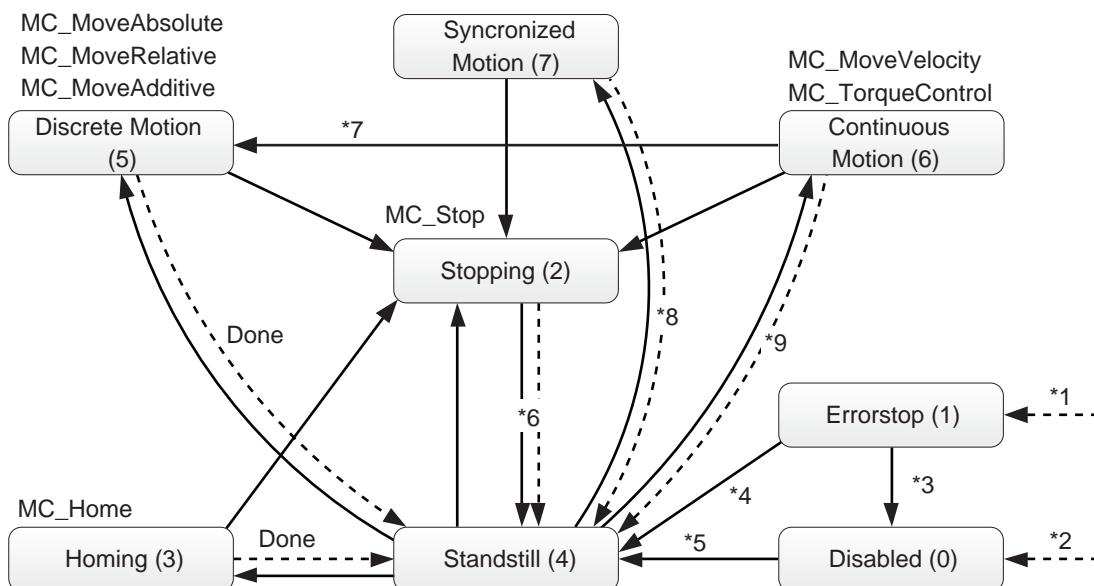 MC_MoveAbsolute
MC_MoveRelative
MC_MoveAdditive
Discrete Motion
(5)
Syncronized
Motion (7)
MC_MoveVelocity
MC_TorqueControl
Continuous
Motion (6)
*7
MC_Stop
Stopping (2)
Done
*8
*9
*6
Errorstop (1)
*1
*4
*3
MC_Home
Homing (3)
Done
Standstill (4)
*5
Disabled (0)
*2